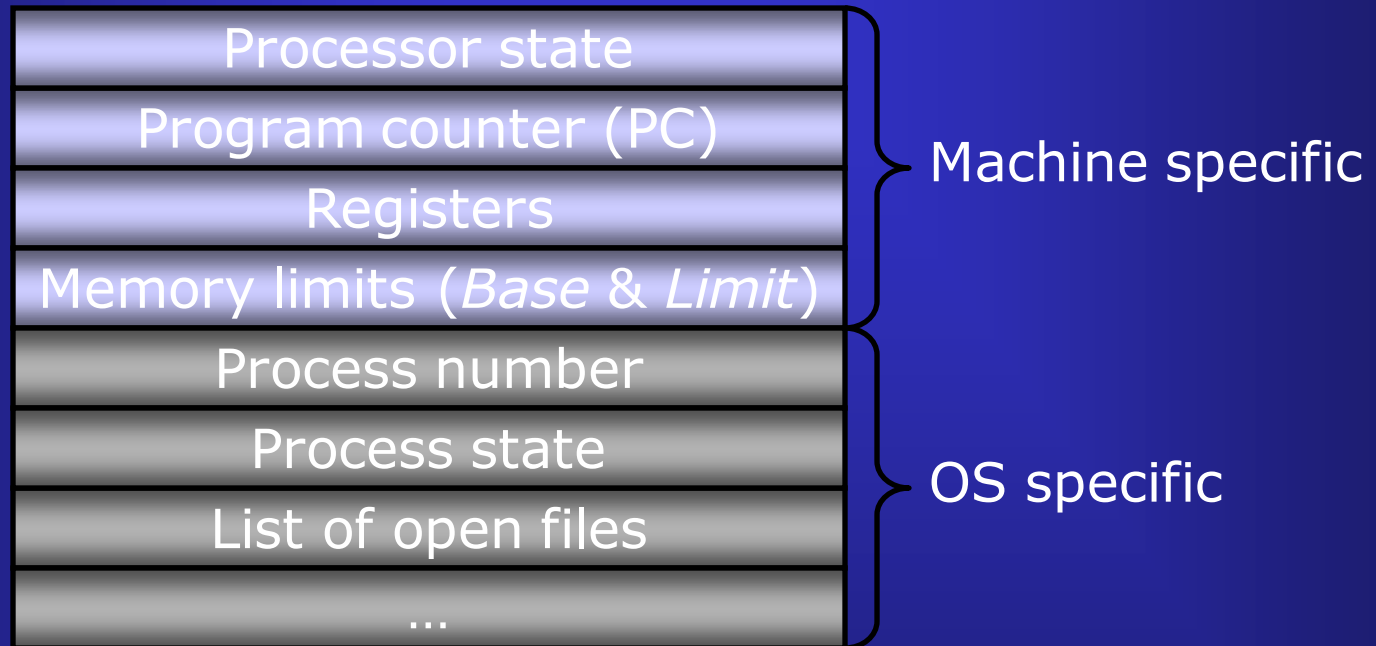 Processor state
Program counter (PC)
Registers
Memory limits (Base & Limit)
Machine specific
Process number
Process state
List of open files
…
OS specific